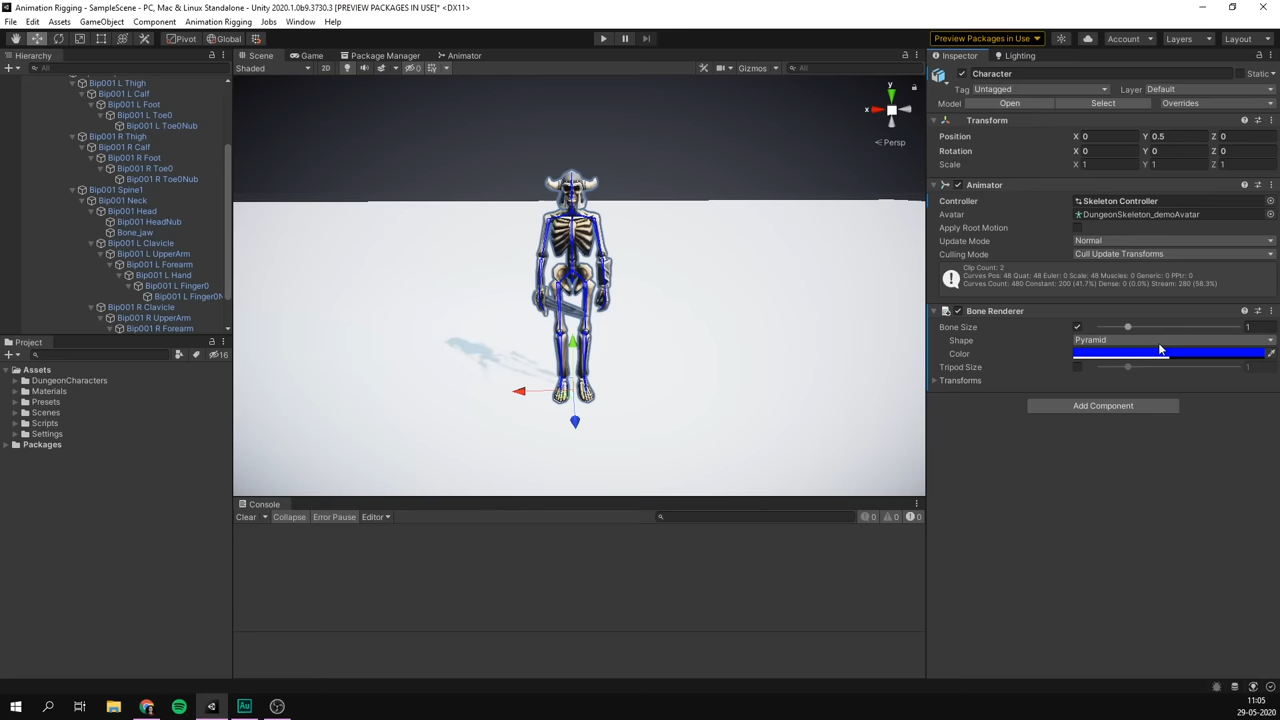 Animation Rigging - SampleScene - PC, Mac & Linux Standalone - Unity 2020.1.0b9.3730.3 [PREVIEW PACKAGES IN USE]* <DX11>
File Edit Assets GameObject Component Animation Rigging Jobs Window Help
Pivot Global Preview Packages in Use Account Layers Layout
Hierarchy Scene Game Package Manager Animator Inspector Lighting
All Shaded 2D 0 Gizmos All
Bip001 L Thigh
Bip001 L Calf
Bip001 L Foot
Bip001 L Toe0
Bip001 L Toe0Nub
Bip001 R Thigh
Bip001 R Calf
Bip001 R Foot
Bip001 R Toe0
Bip001 R Toe0Nub
Bip001 Spine1
Bip001 Neck
Bip001 Head
Bip001 HeadNub
Bone_jaw
Bip001 L Clavicle
Bip001 L UpperArm
Bip001 L Forearm
Bip001 L Hand
Bip001 L Finger0
Bip001 L Finger0N
Bip001 R Clavicle
Bip001 R UpperArm
Bip001 R Forearm
y
x
Persp
Project
16
Assets
DungeonCharacters
Materials
Presets
Scenes
Scripts
Settings
Packages
Console
Clear Collapse Error Pause Editor 0 0 0
Character Static
Tag Untagged Layer Default
Model Open Select Overrides
Transform
Position X 0 Y 0.5 Z 0
Rotation X 0 Y 0 Z 0
Scale X 1 Y 1 Z 1
Animator
Controller Skeleton Controller
Avatar DungeonSkeleton_demoAvatar
Apply Root Motion
Update Mode Normal
Culling Mode Cull Update Transforms
Clip Count: 2
Curves Pos: 48 Quat: 48 Euler: 0 Scale: 48 Muscles: 0 Generic: 0 PPtr: 0
Curves Count: 480 Constant: 200 (41.7%) Dense: 0 (0.0%) Stream: 280 (58.3%)
Bone Renderer
Bone Size 1
Shape Pyramid
Color
Tripod Size 1
Transforms
Add Component
Au
11:05
29-05-2020